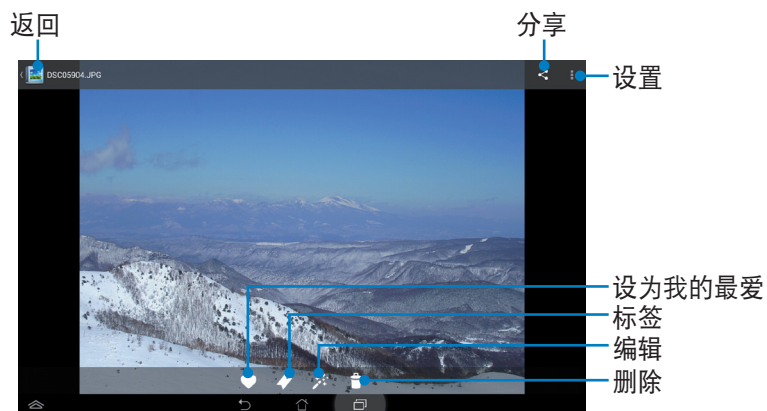 返回
分享
DSC05904.JPG
设置
设为我的最爱
标签
编辑
删除